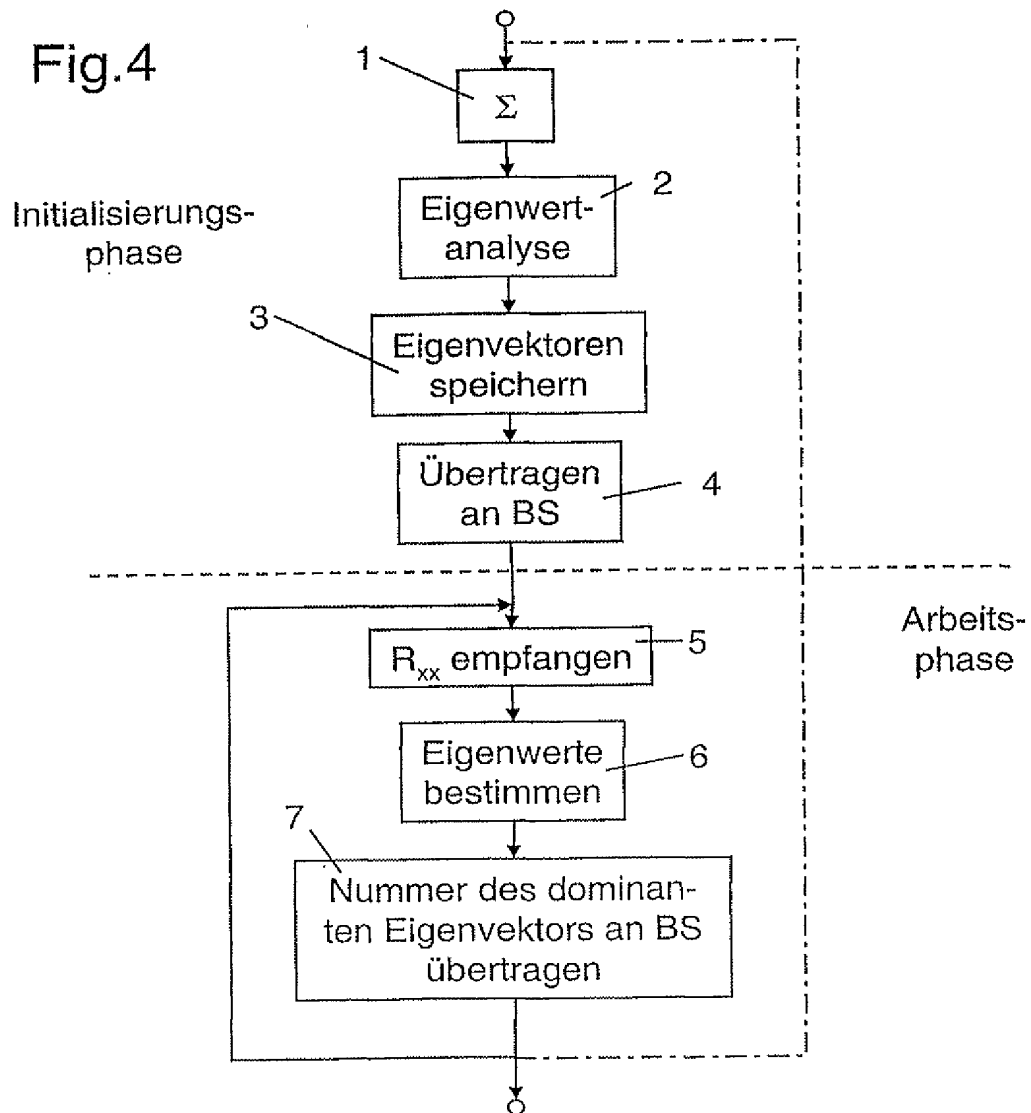 Fig.4
1
Σ
Initialisierungs-
phase
2
Eigenwert-
analyse
3
Eigenvektoren
speichern
4
Übertragen
an BS
Arbeits-
phase
5
Rxx empfangen
6
Eigenwerte
bestimmen
7
Nummer des dominan-
ten Eigenvektors an BS
übertragen